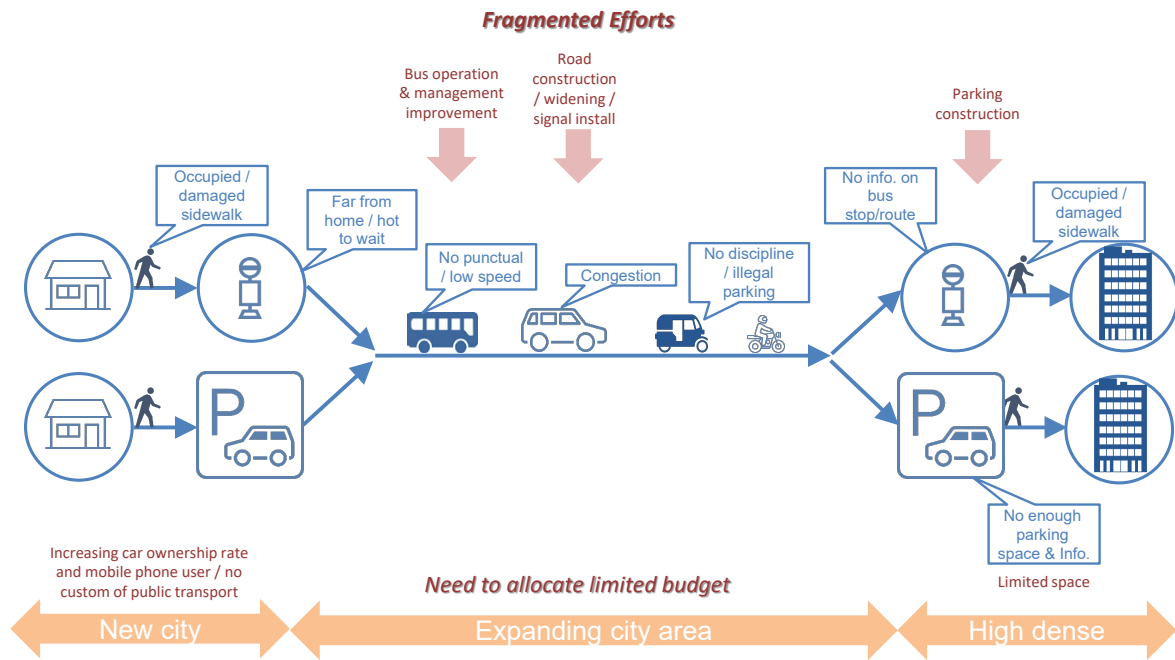 Fragmented Efforts
Bus operation
& management
improvement
Road
construction
/ widening /
signal install
Parking
construction
Occupied /
damaged
sidewalk
Far from
home / hot
to wait
No punctual
/ low speed
Congestion
No discipline
/ illegal
parking
No info. on
bus
stop/route
Occupied /
damaged
sidewalk
P
P
No enough
parking
space & Info.
Increasing car ownership rate
and mobile phone user / no
custom of public transport
Need to allocate limited budget
Limited space
New city
Expanding city area
High dense